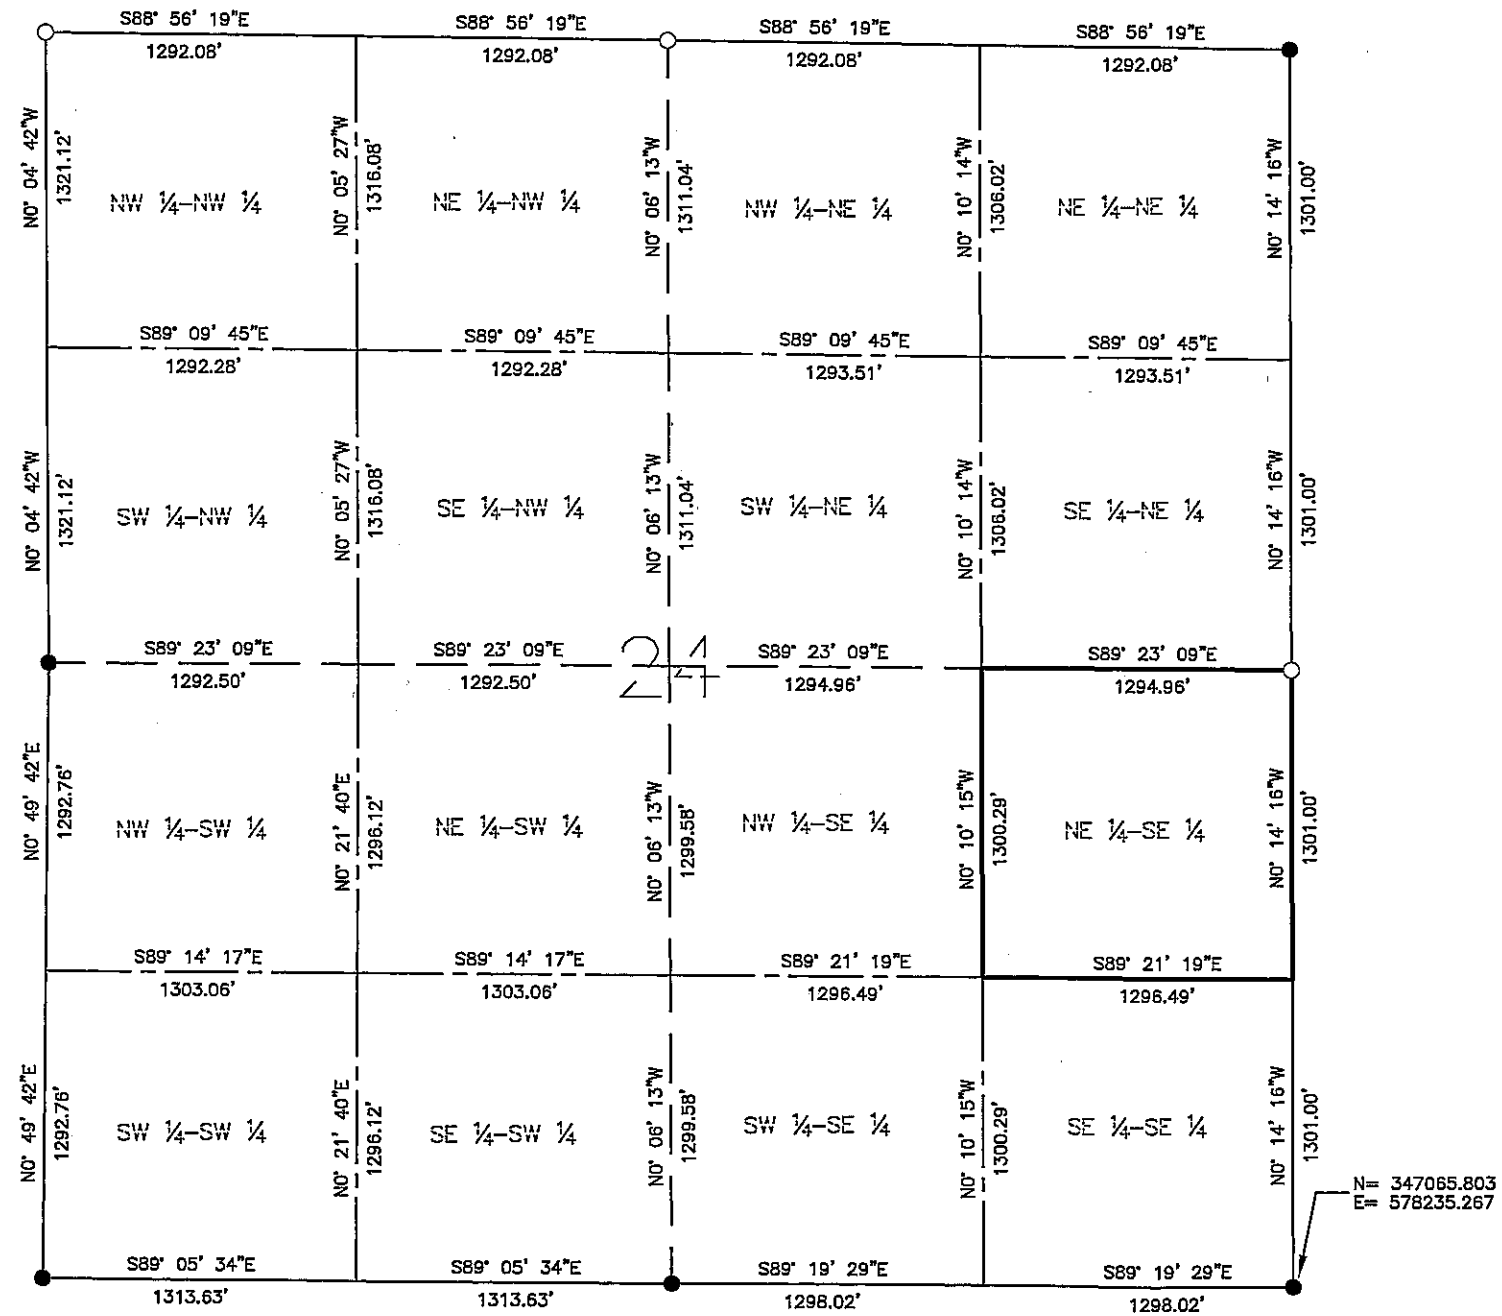 S88° 56' 19"E S88° 56' 19"E S88° 56' 19"E S88° 56' 19"E
1292.08' 1292.08' 1292.08' 1292.08'
N0° 04' 42"W
1321.12'
NW ¼-NW ¼
N0° 05' 27"W
1316.08'
NE ¼-NW ¼
N0° 06' 13"W
1311.04'
NW ¼-NE ¼
N0° 10' 14"W
1306.02'
NE ¼-NE ¼
N0° 14' 16"W
1301.00'
S89° 09' 45"E S89° 09' 45"E S89° 09' 45"E S89° 09' 45"E
1292.28' 1292.28' 1293.51' 1293.51'
N0° 04' 42"W
1321.12'
SW ¼-NW ¼
N0° 05' 27"W
1316.08'
SE ¼-NW ¼
N0° 06' 13"W
1311.04'
SW ¼-NE ¼
N0° 10' 14"W
1306.02'
SE ¼-NE ¼
N0° 14' 16"W
1301.00'
S89° 23' 09"E S89° 23' 09"E 24 S89° 23' 09"E S89° 23' 09"E
1292.50' 1292.50' 1294.96' 1294.96'
N0° 49' 42"E
1292.76'
NW ¼-SW ¼
N0° 21' 40"E
1296.12'
NE ¼-SW ¼
N0° 06' 13"W
1299.58'
NW ¼-SE ¼
N0° 10' 15"W
1300.29'
NE ¼-SE ¼
N0° 14' 16"W
1301.00'
S89° 14' 17"E S89° 14' 17"E S89° 21' 19"E S89° 21' 19"E
1303.06' 1303.06' 1296.49' 1296.49'
N0° 49' 42"E
1292.76'
SW ¼-SW ¼
N0° 21' 40"E
1296.12'
SE ¼-SW ¼
N0° 06' 13"W
1299.58'
SW ¼-SE ¼
N0° 10' 15"W
1300.29'
SE ¼-SE ¼
N0° 14' 16"W
1301.00'
N= 347065.803
E= 578235.267
S89° 05' 34"E S89° 05' 34"E S89° 19' 29"E S89° 19' 29"E
1313.63' 1313.63' 1298.02' 1298.02'